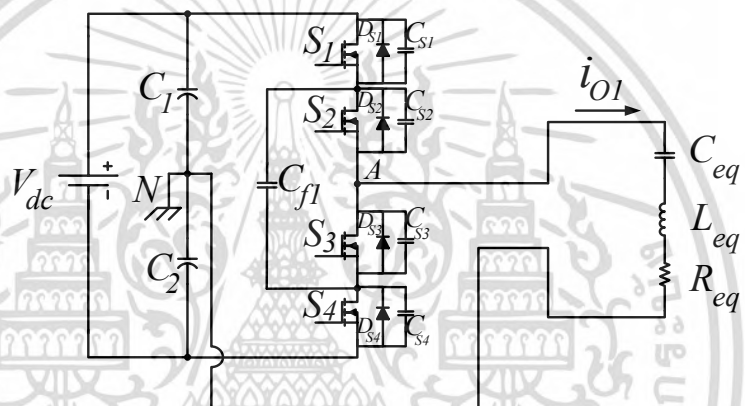 S1
DS1
CS1
C1
S2
DS2
CS2
iO1
Vdc
+
-
N
Cf1
A
Ceq
C2
S3
DS3
CS3
Leq
S4
DS4
CS4
Req